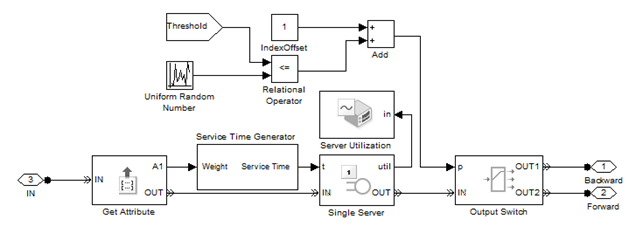 Threshold
1
IndexOffset
+
+
Add
<=
Relational
Operator
Uniform Random
Number
in
Server Utilization
Service Time Generator
Weight
Service Time
IN
A1
[...]
OUT
Get Attribute
t
util
1
IN
OUT
Single Server
p
OUT1
IN
OUT2
Output Switch
3
IN
1
Backward
2
Forward